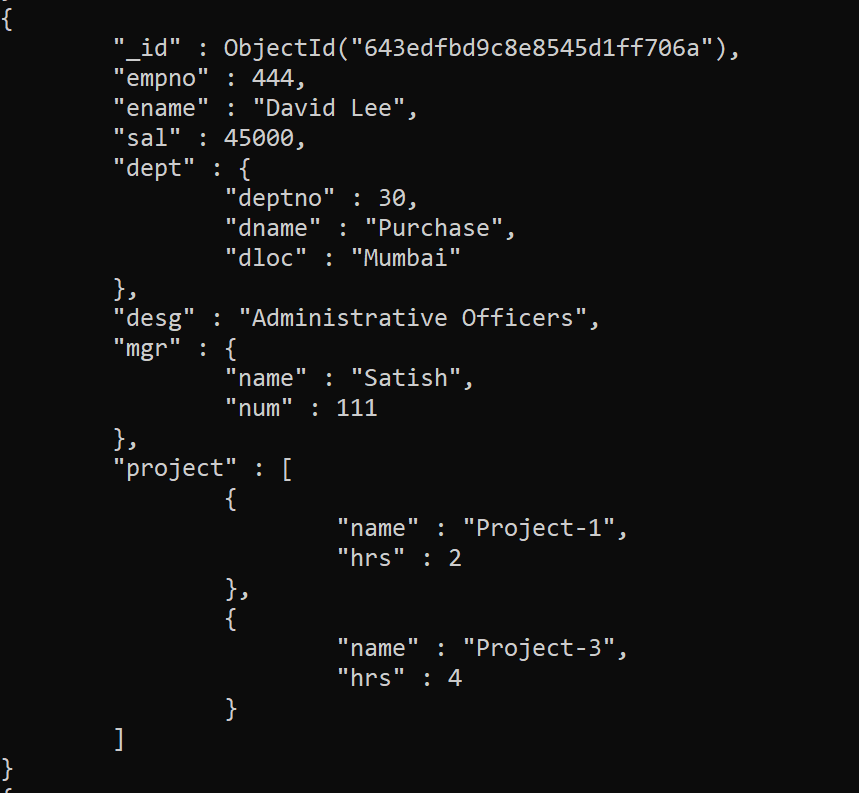 {
"_id" : ObjectId("643edfbd9c8e8545d1ff706a"),
"empno" : 444,
"ename" : "David Lee",
"sal" : 45000,
"dept" : {
"deptno" : 30,
"dname" : "Purchase",
"dloc" : "Mumbai"
},
"desg" : "Administrative Officers",
"mgr" : {
"name" : "Satish",
"num" : 111
},
"project" : [
{
"name" : "Project-1",
"hrs" : 2
},
{
"name" : "Project-3",
"hrs" : 4
}
]
}